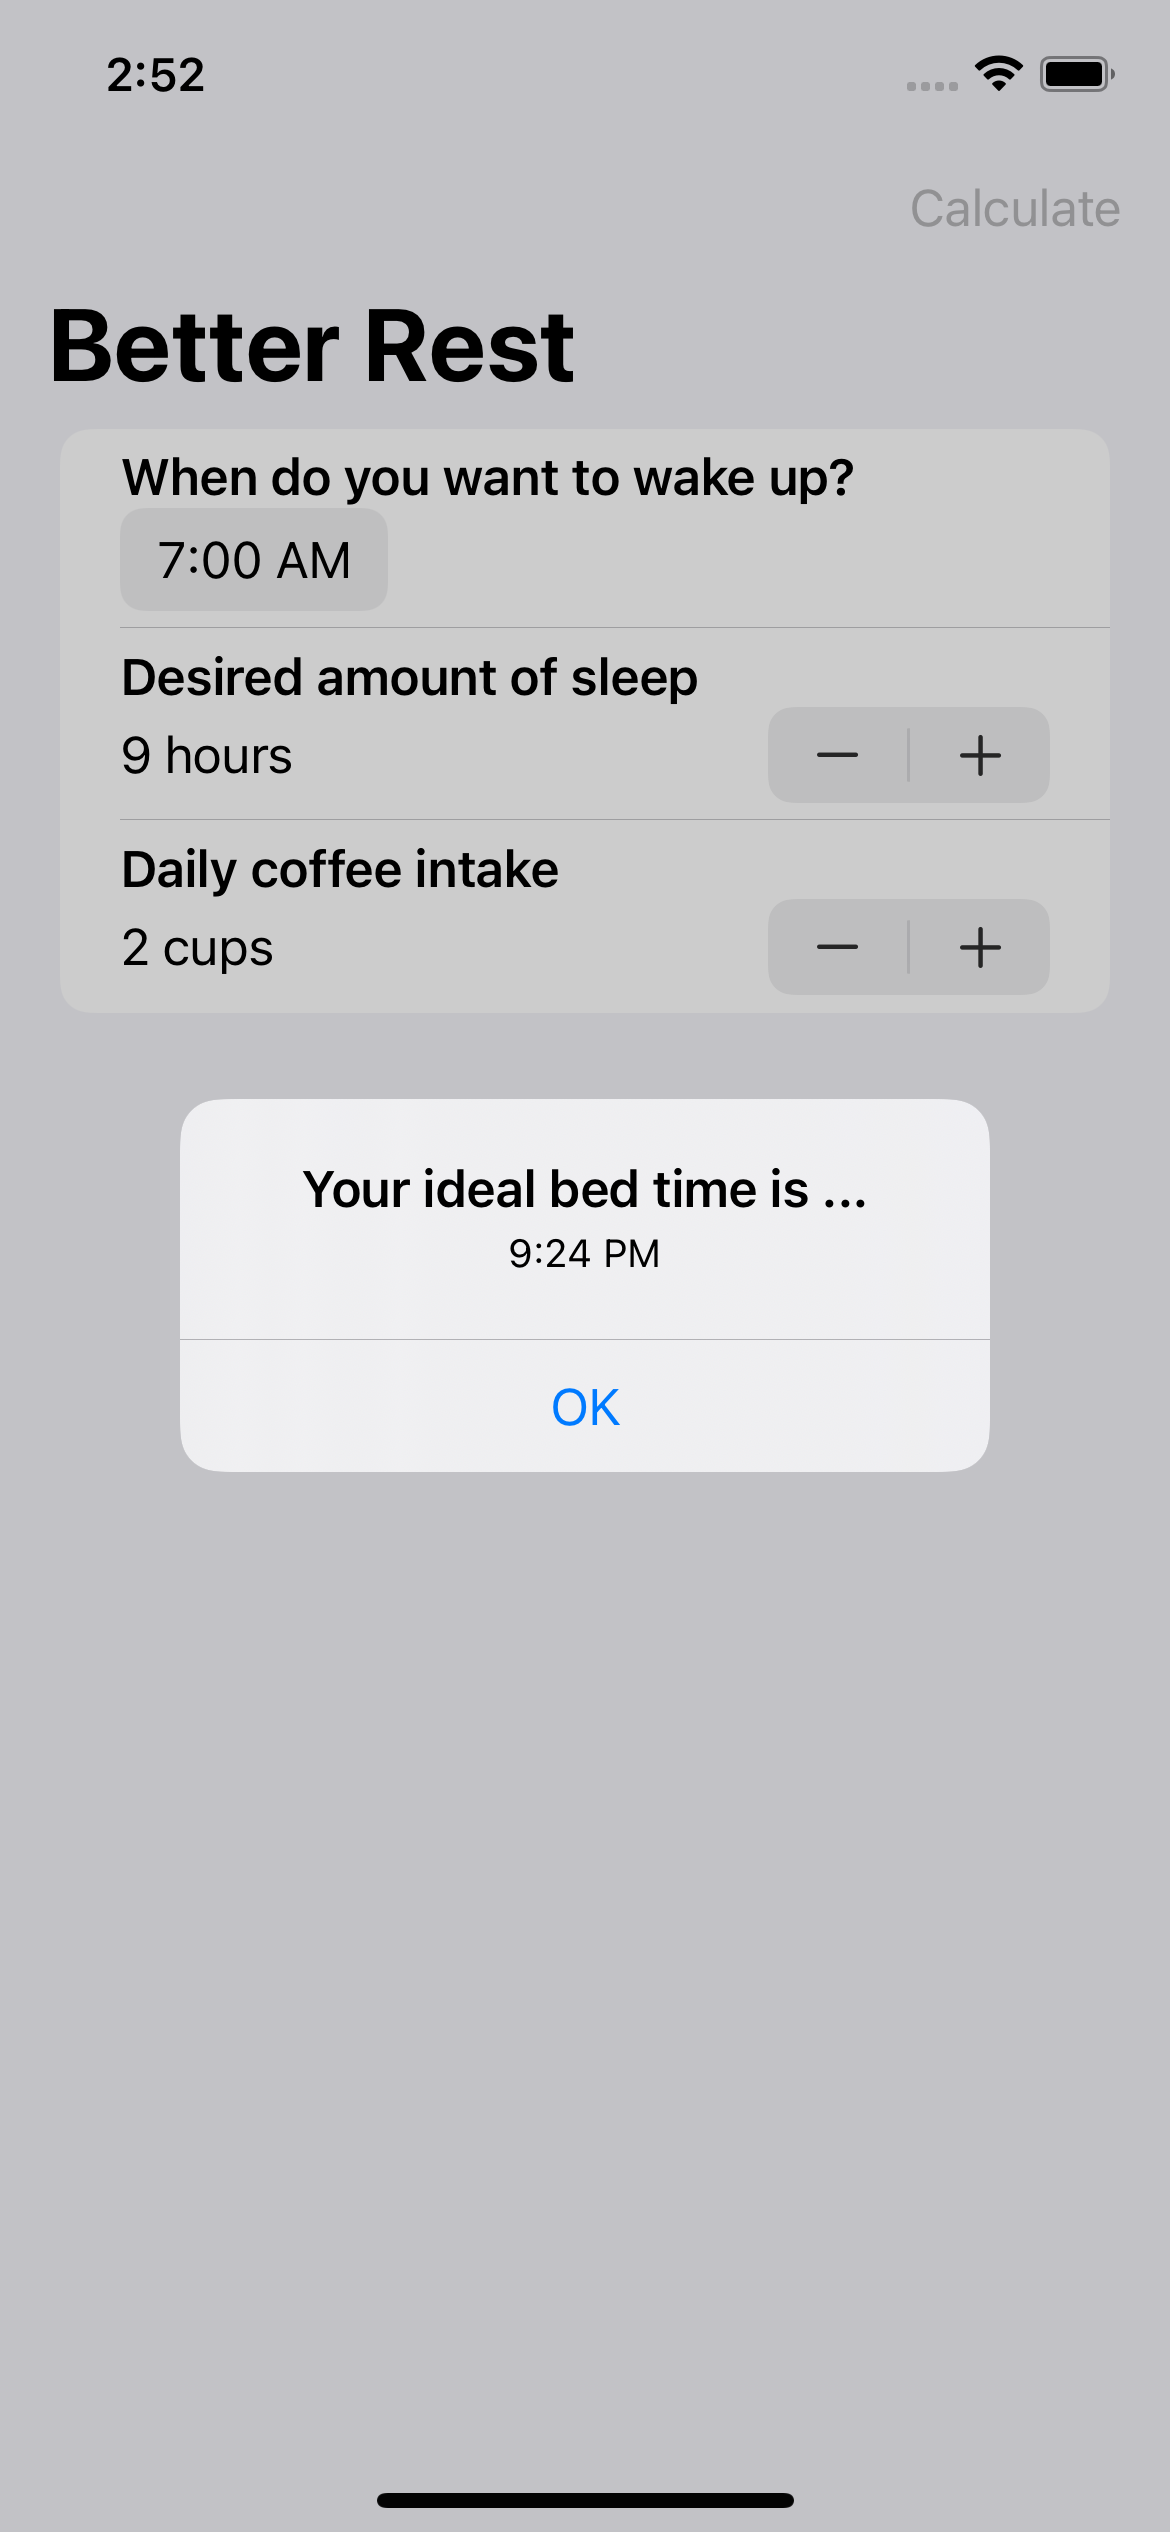 2:52
Calculate
Better Rest
When do you want to wake up?
7:00 AM
Desired amount of sleep
9 hours
Daily coffee intake
2 cups
Your ideal bed time is ...
9:24 PM
OK